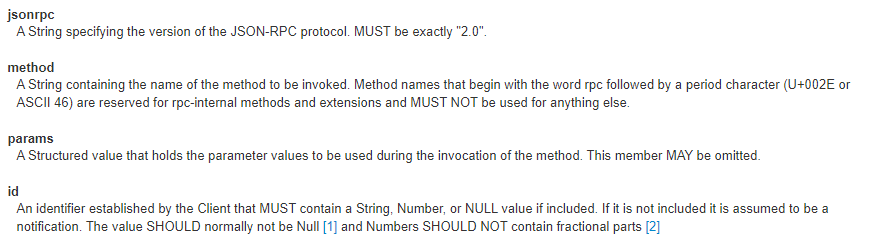 jsonrpc
A String specifying the version of the JSON-RPC protocol. MUST be exactly "2.0".
method
A String containing the name of the method to be invoked. Method names that begin with the word rpc followed by a period character (U+002E or
ASCII 46) are reserved for rpc-internal methods and extensions and MUST NOT be used for anything else.
params
A Structured value that holds the parameter values to be used during the invocation of the method. This member MAY be omitted.
id
An identifier established by the Client that MUST contain a String, Number, or NULL value if included. If it is not included it is assumed to be a
notification. The value SHOULD normally not be Null [1] and Numbers SHOULD NOT contain fractional parts [2]